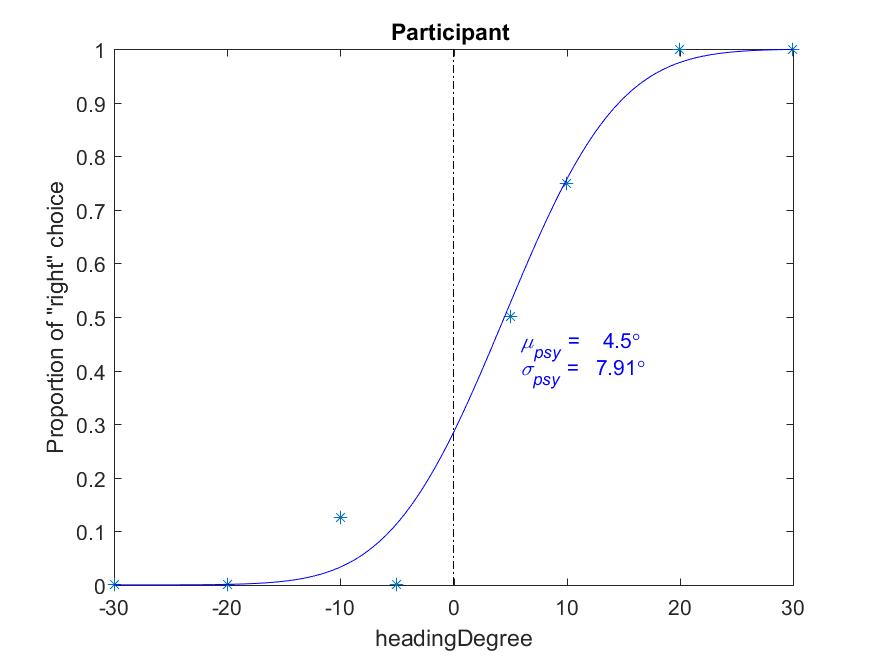 Participant
1
0.9
0.8
0.7
0.6
0.5
0.4
0.3
0.2
0.1
0
Proportion of "right" choice
μpsy = 4.5°
σpsy = 7.91°
-30 -20 -10 0 10 20 30
headingDegree